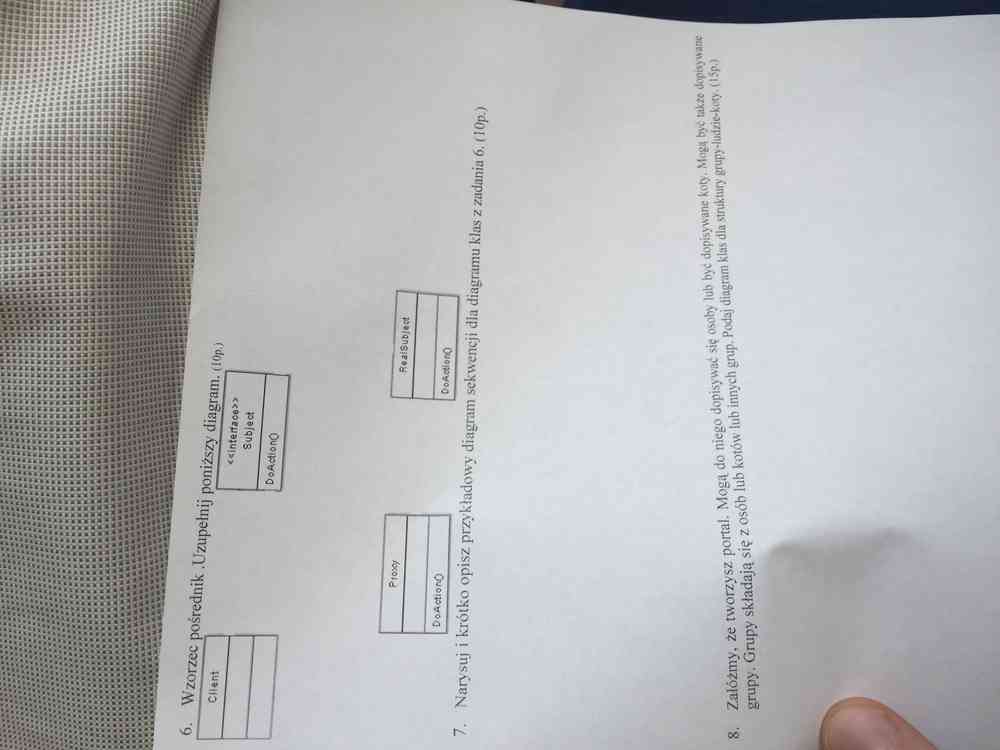 6. Wzorzec pośrednik .Uzupełnij poniższy diagram. (10p.)
Client
<<interface>>
Subject
DoAction()
Proxy
DoAction()
RealSubject
DoAction()
7. Narysuj i krótko opisz przykładowy diagram sekwencji dla diagramu klas z zadania 6. (10p.)
8. Załóżmy, że tworzysz portal. Mogą do niego dopisywać się osoby lub być dopisywane koty. Mogą być także dopisywane
grupy. Grupy składają się z osób lub kotów lub innych grup. Podaj diagram klas dla struktury grupy-ludzie-koty. (15p.)